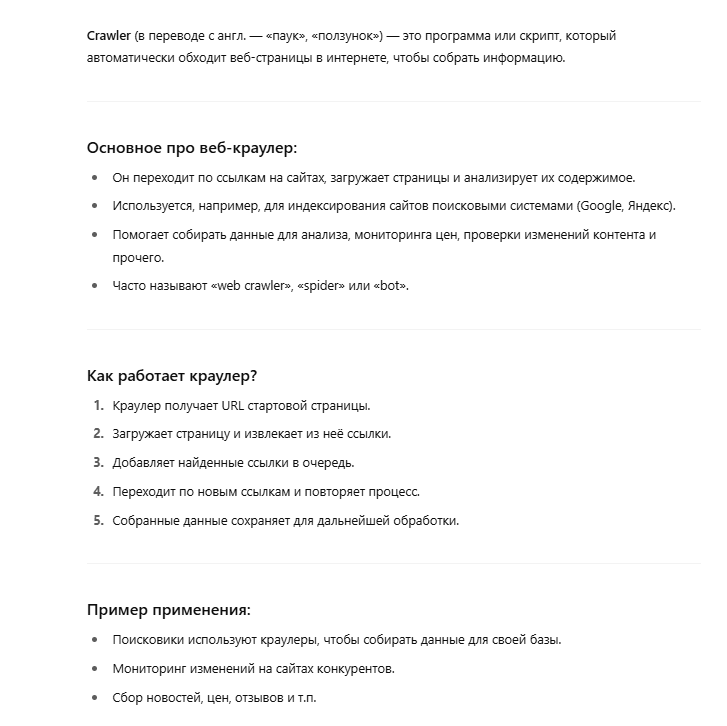 Crawler (в переводе с англ. — «паук», «ползунок») — это программа или скрипт, который
автоматически обходит веб-страницы в интернете, чтобы собрать информацию.
Основное про веб-краулер:
• Он переходит по ссылкам на сайтах, загружает страницы и анализирует их содержимое.
• Используется, например, для индексирования сайтов поисковыми системами (Google, Яндекс).
• Помогает собирать данные для анализа, мониторинга цен, проверки изменений контента и
прочего.
• Часто называют «web crawler», «spider» или «bot».
Как работает краулер?
1. Краулер получает URL стартовой страницы.
2. Загружает страницу и извлекает из неё ссылки.
3. Добавляет найденные ссылки в очередь.
4. Переходит по новым ссылкам и повторяет процесс.
5. Собранные данные сохраняет для дальнейшей обработки.
Пример применения:
• Поисковики используют краулеры, чтобы собирать данные для своей базы.
• Мониторинг изменений на сайтах конкурентов.
• Сбор новостей, цен, отзывов и т.п.